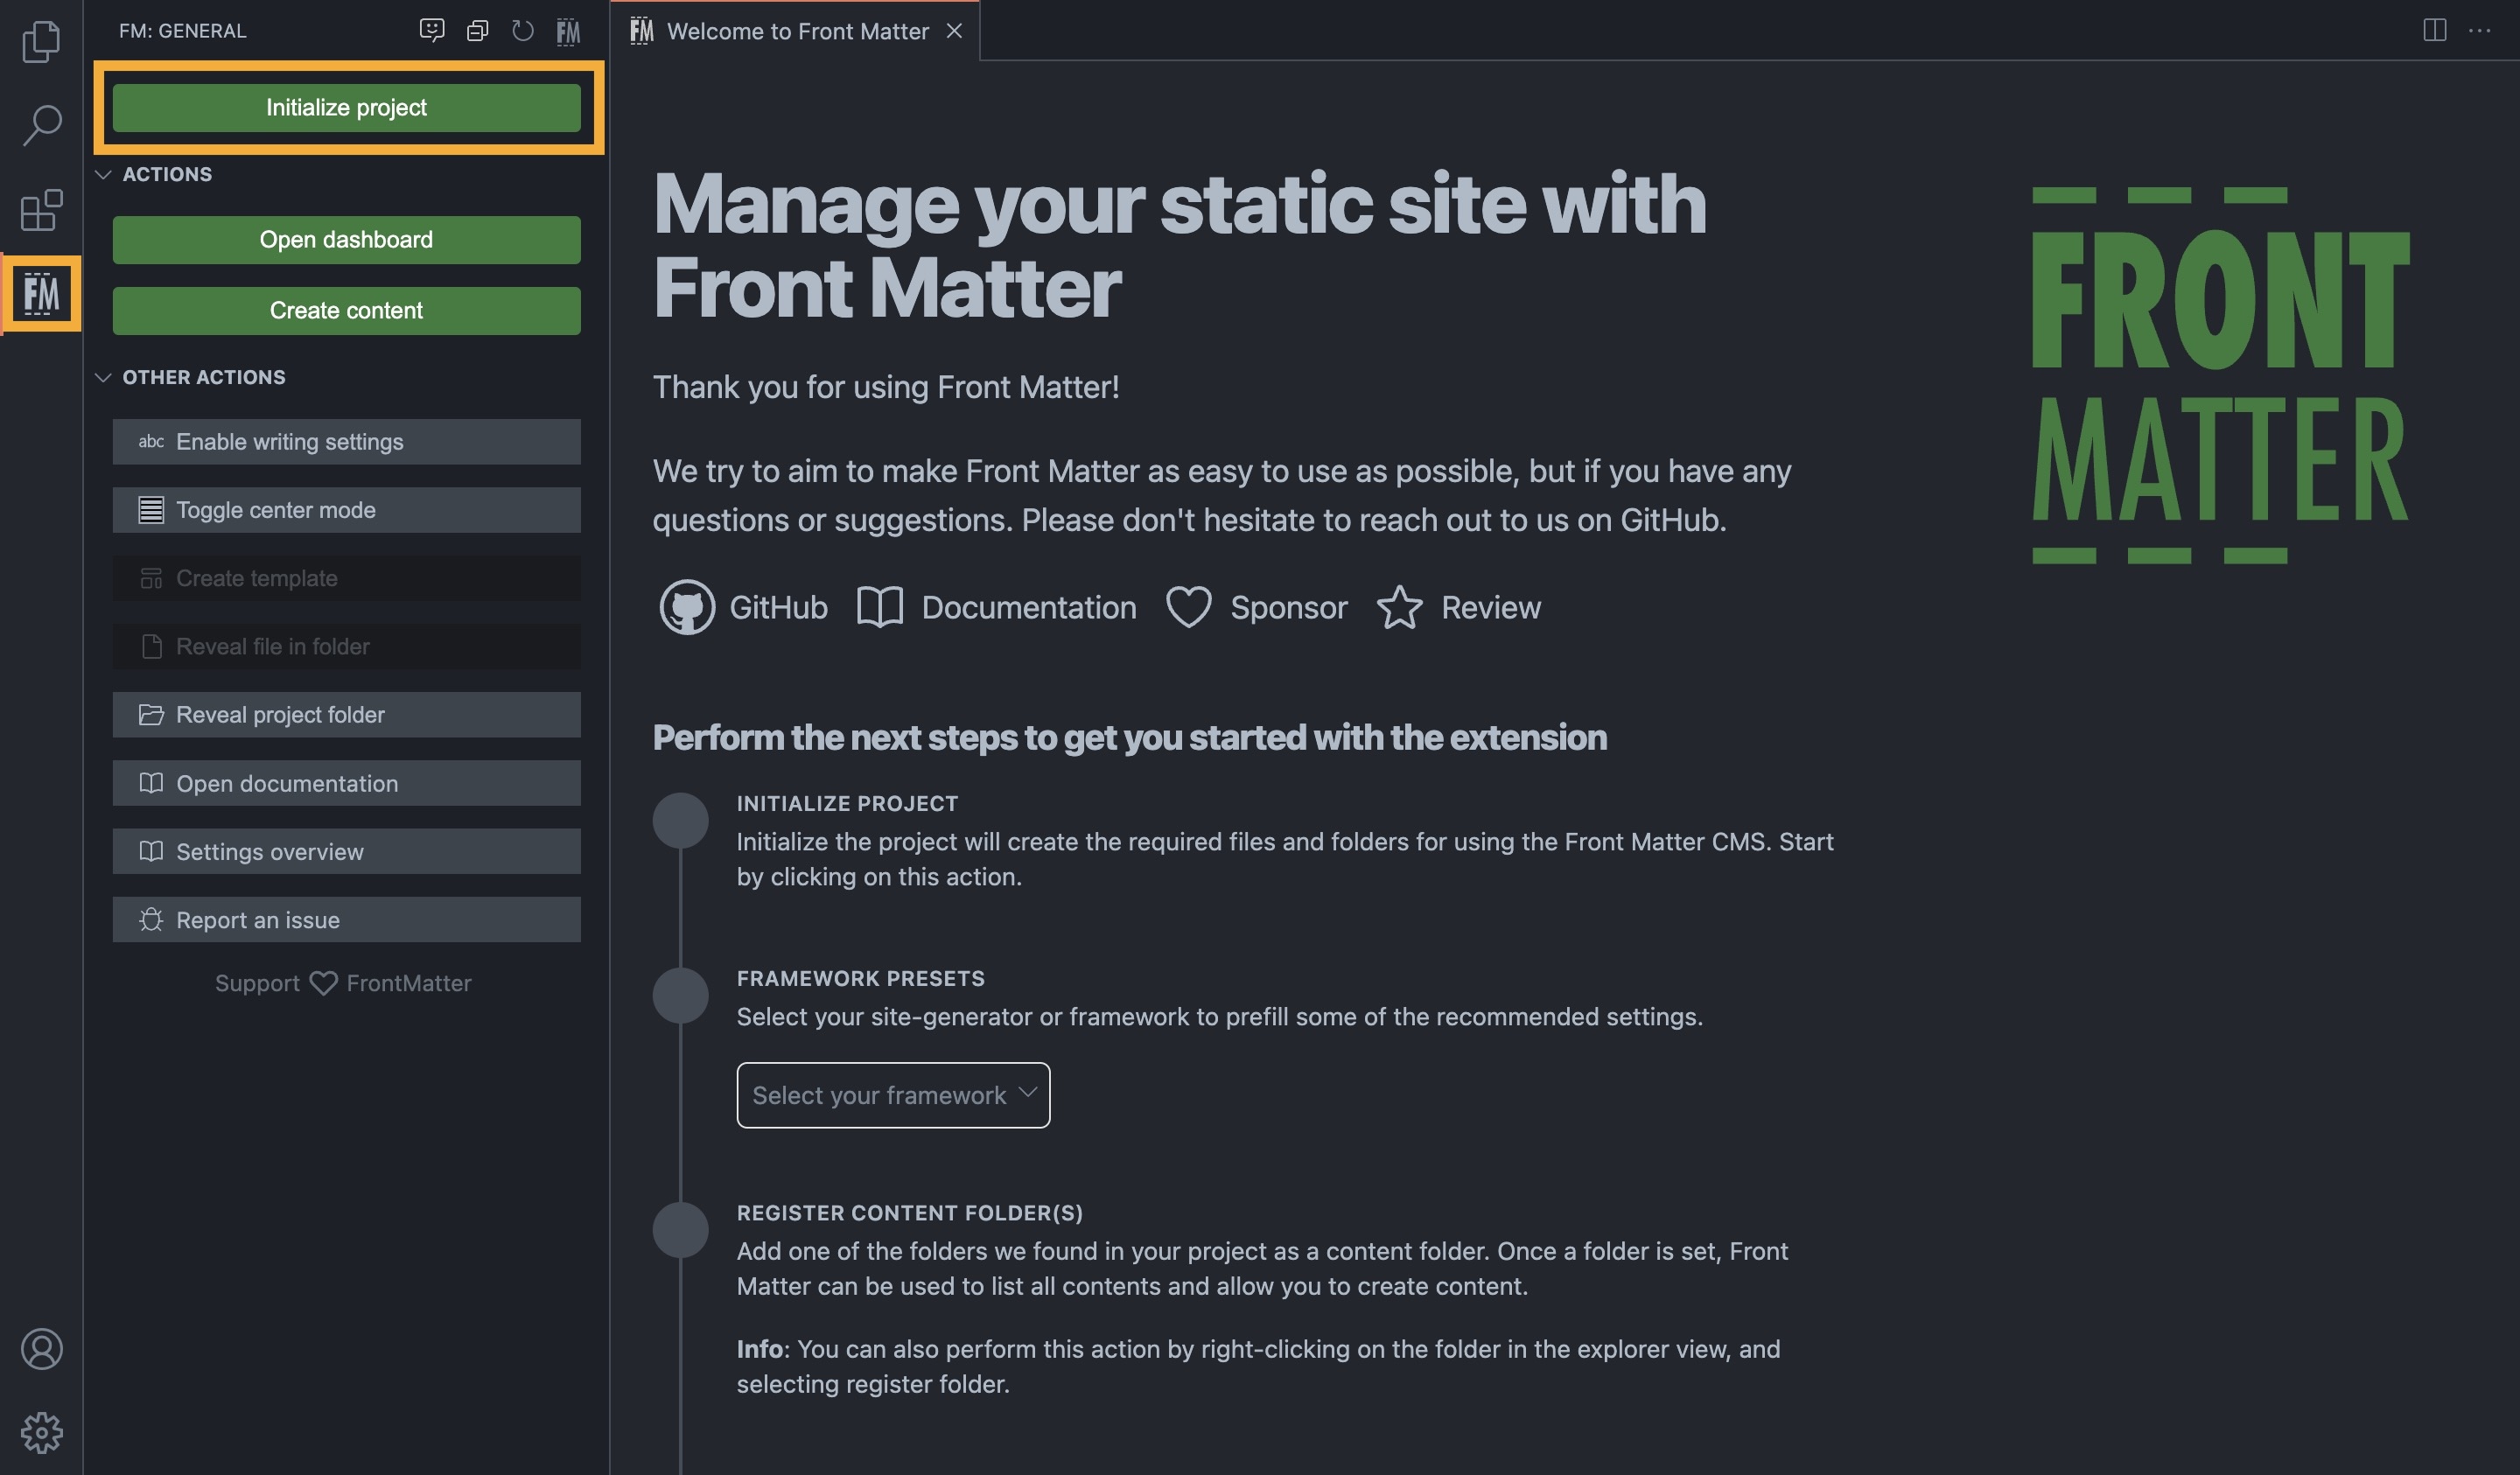 FM: GENERAL
FM
Initialize project
ACTIONS
Open dashboard
Create content
FM
OTHER ACTIONS
abc Enable writing settings
Toggle center mode
Create template
Reveal file in folder
Reveal project folder
Open documentation
Settings overview
Report an issue
Support FrontMatter
FM Welcome to Front Matter
Manage your static site with
Front Matter
Thank you for using Front Matter!
We try to aim to make Front Matter as easy to use as possible, but if you have any
questions or suggestions. Please don't hesitate to reach out to us on GitHub.
GitHub Documentation Sponsor Review
FRONT
MATTER
Perform the next steps to get you started with the extension
INITIALIZE PROJECT
Initialize the project will create the required files and folders for using the Front Matter CMS. Start
by clicking on this action.
FRAMEWORK PRESETS
Select your site-generator or framework to prefill some of the recommended settings.
Select your framework
REGISTER CONTENT FOLDER(S)
Add one of the folders we found in your project as a content folder. Once a folder is set, Front
Matter can be used to list all contents and allow you to create content.
Info: You can also perform this action by right-clicking on the folder in the explorer view, and
selecting register folder.